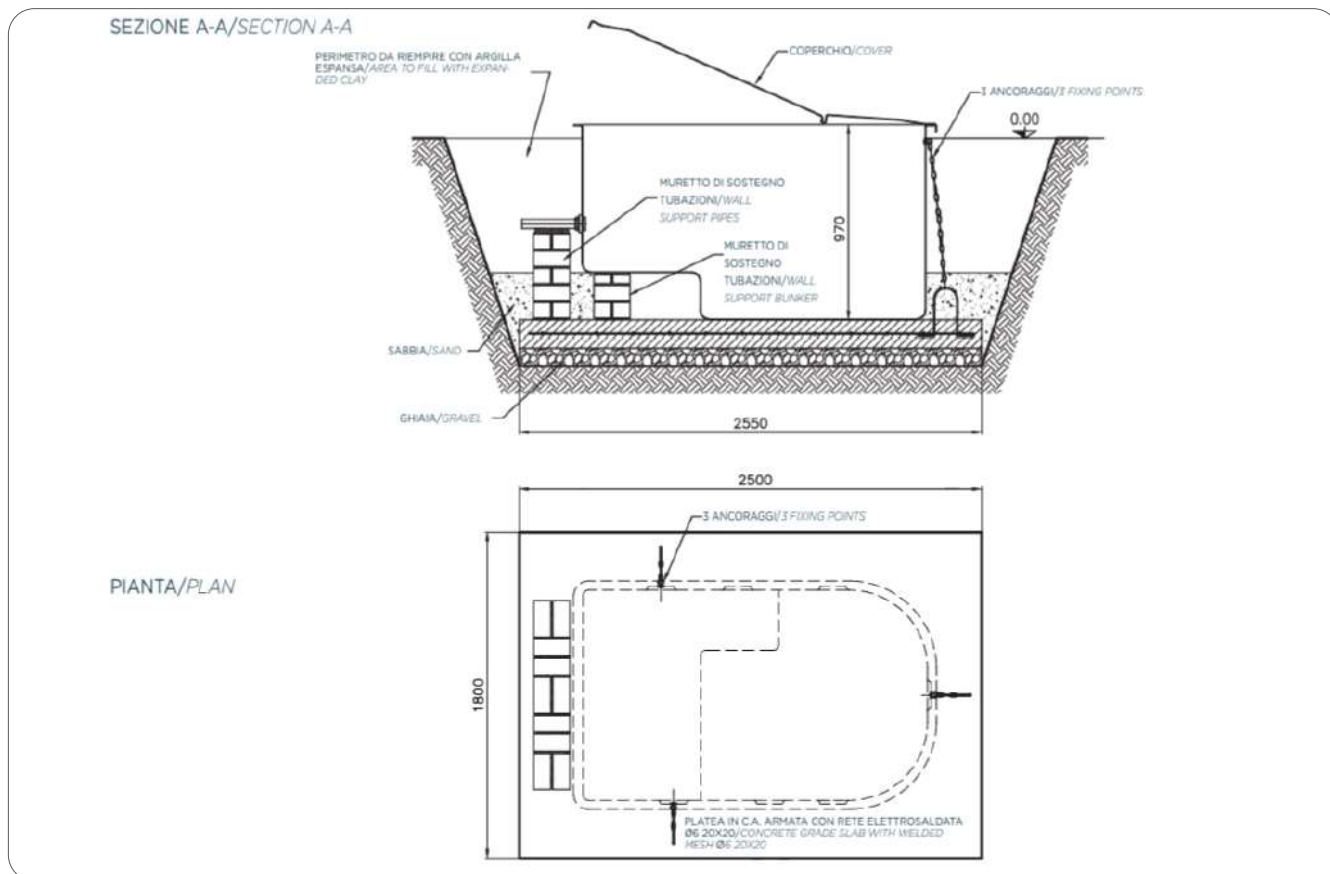 SEZIONE A-A/SECTION A-A
PERIMETRO DA RIEMPIRE CON ARGILLA
ESPANSA/AREA TO FILL WITH EXPAN-
DED CLAY
COPERCHIO/COVER
3 ANCORAGGI/3 FIXING POINTS
0.00
MURETTO DI SOSTEGNO
TUBAZIONI/WALL
SUPPORT PIPES
970
MURETTO DI
SOSTEGNO
TUBAZIONI/WALL
SUPPORT BUNKER
SABBIA/SAND
GHIAIA/GRAVEL
2550
2500
3 ANCORAGGI/3 FIXING POINTS
PIANTA/PLAN
1800
PLATEA IN C.A. ARMATA CON RETE ELETTROSALDATA
Ø6 20X20/CONCRETE GRADE SLAB WITH WELDED
MESH Ø6 20X20